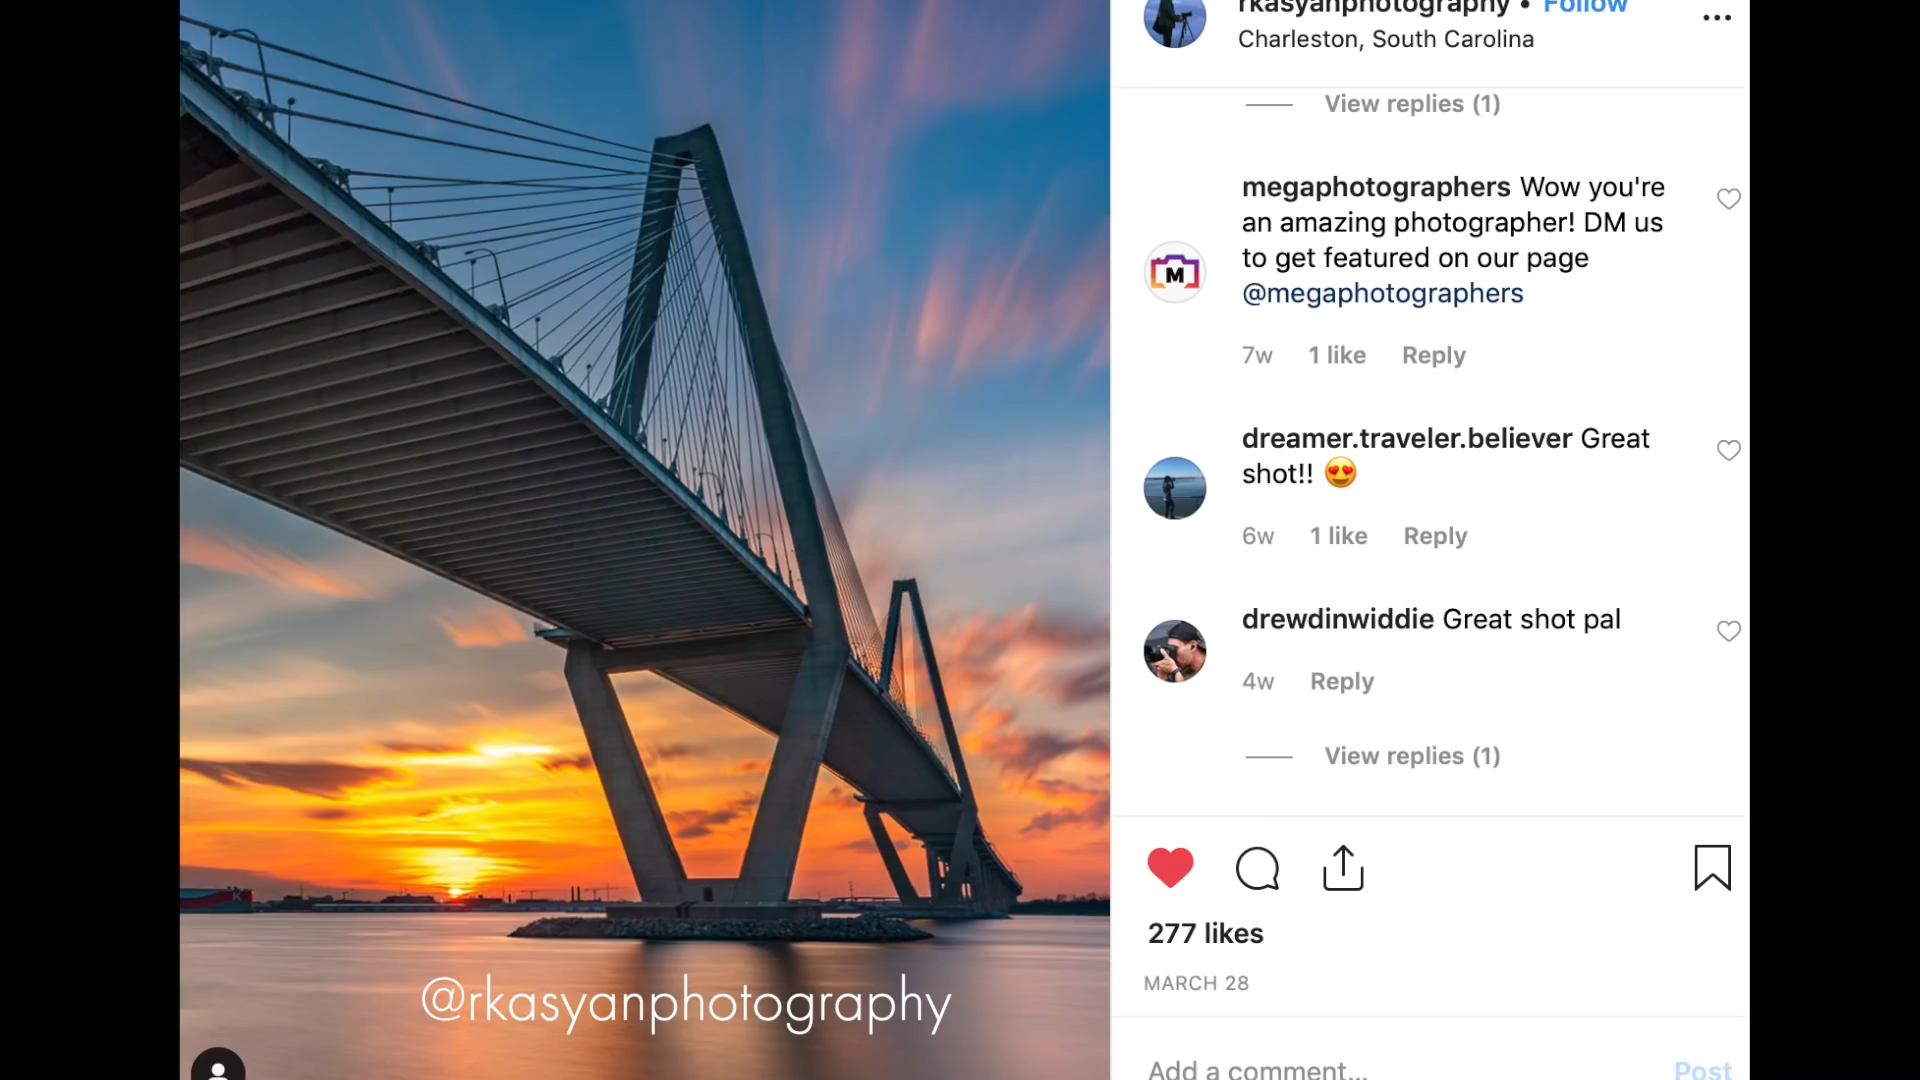 rkasyanphotography • Follow
Charleston, South Carolina
View replies (1)
megaphotographers Wow you're
an amazing photographer! DM us
to get featured on our page
@megaphotographers
7w 1 like Reply
M
dreamer.traveler.believer Great
shot!! 😍
6w 1 like Reply
drewdinwiddie Great shot pal
4w Reply
View replies (1)
277 likes
MARCH 28
Add a comment... Post
K
@rkasyanphotography